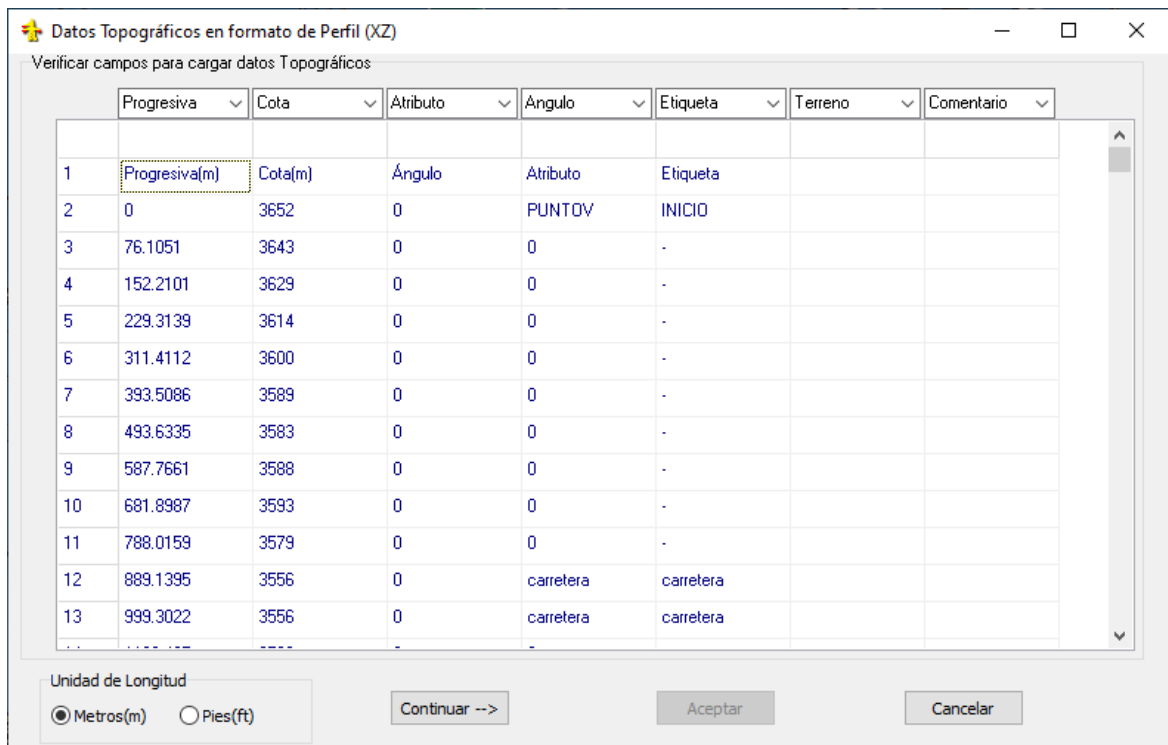 Datos Topográficos en formato de Perfil (XZ)
Verificar campos para cargar datos Topográficos
Progresiva Cota Atributo Angulo Etiqueta Terreno Comentario
1 Progresiva(m) Cota(m) Ángulo Atributo Etiqueta
2 0 3652 0 PUNTOV INICIO
3 76.1051 3643 0 0 -
4 152.2101 3629 0 0 -
5 229.3139 3614 0 0 -
6 311.4112 3600 0 0 -
7 393.5086 3589 0 0 -
8 493.6335 3583 0 0 -
9 587.7661 3588 0 0 -
10 681.8987 3593 0 0 -
11 788.0159 3579 0 0 -
12 889.1395 3556 0 carretera carretera
13 999.3022 3556 0 carretera carretera
Unidad de Longitud
Metros(m) Pies(ft) Continuar --> Aceptar Cancelar